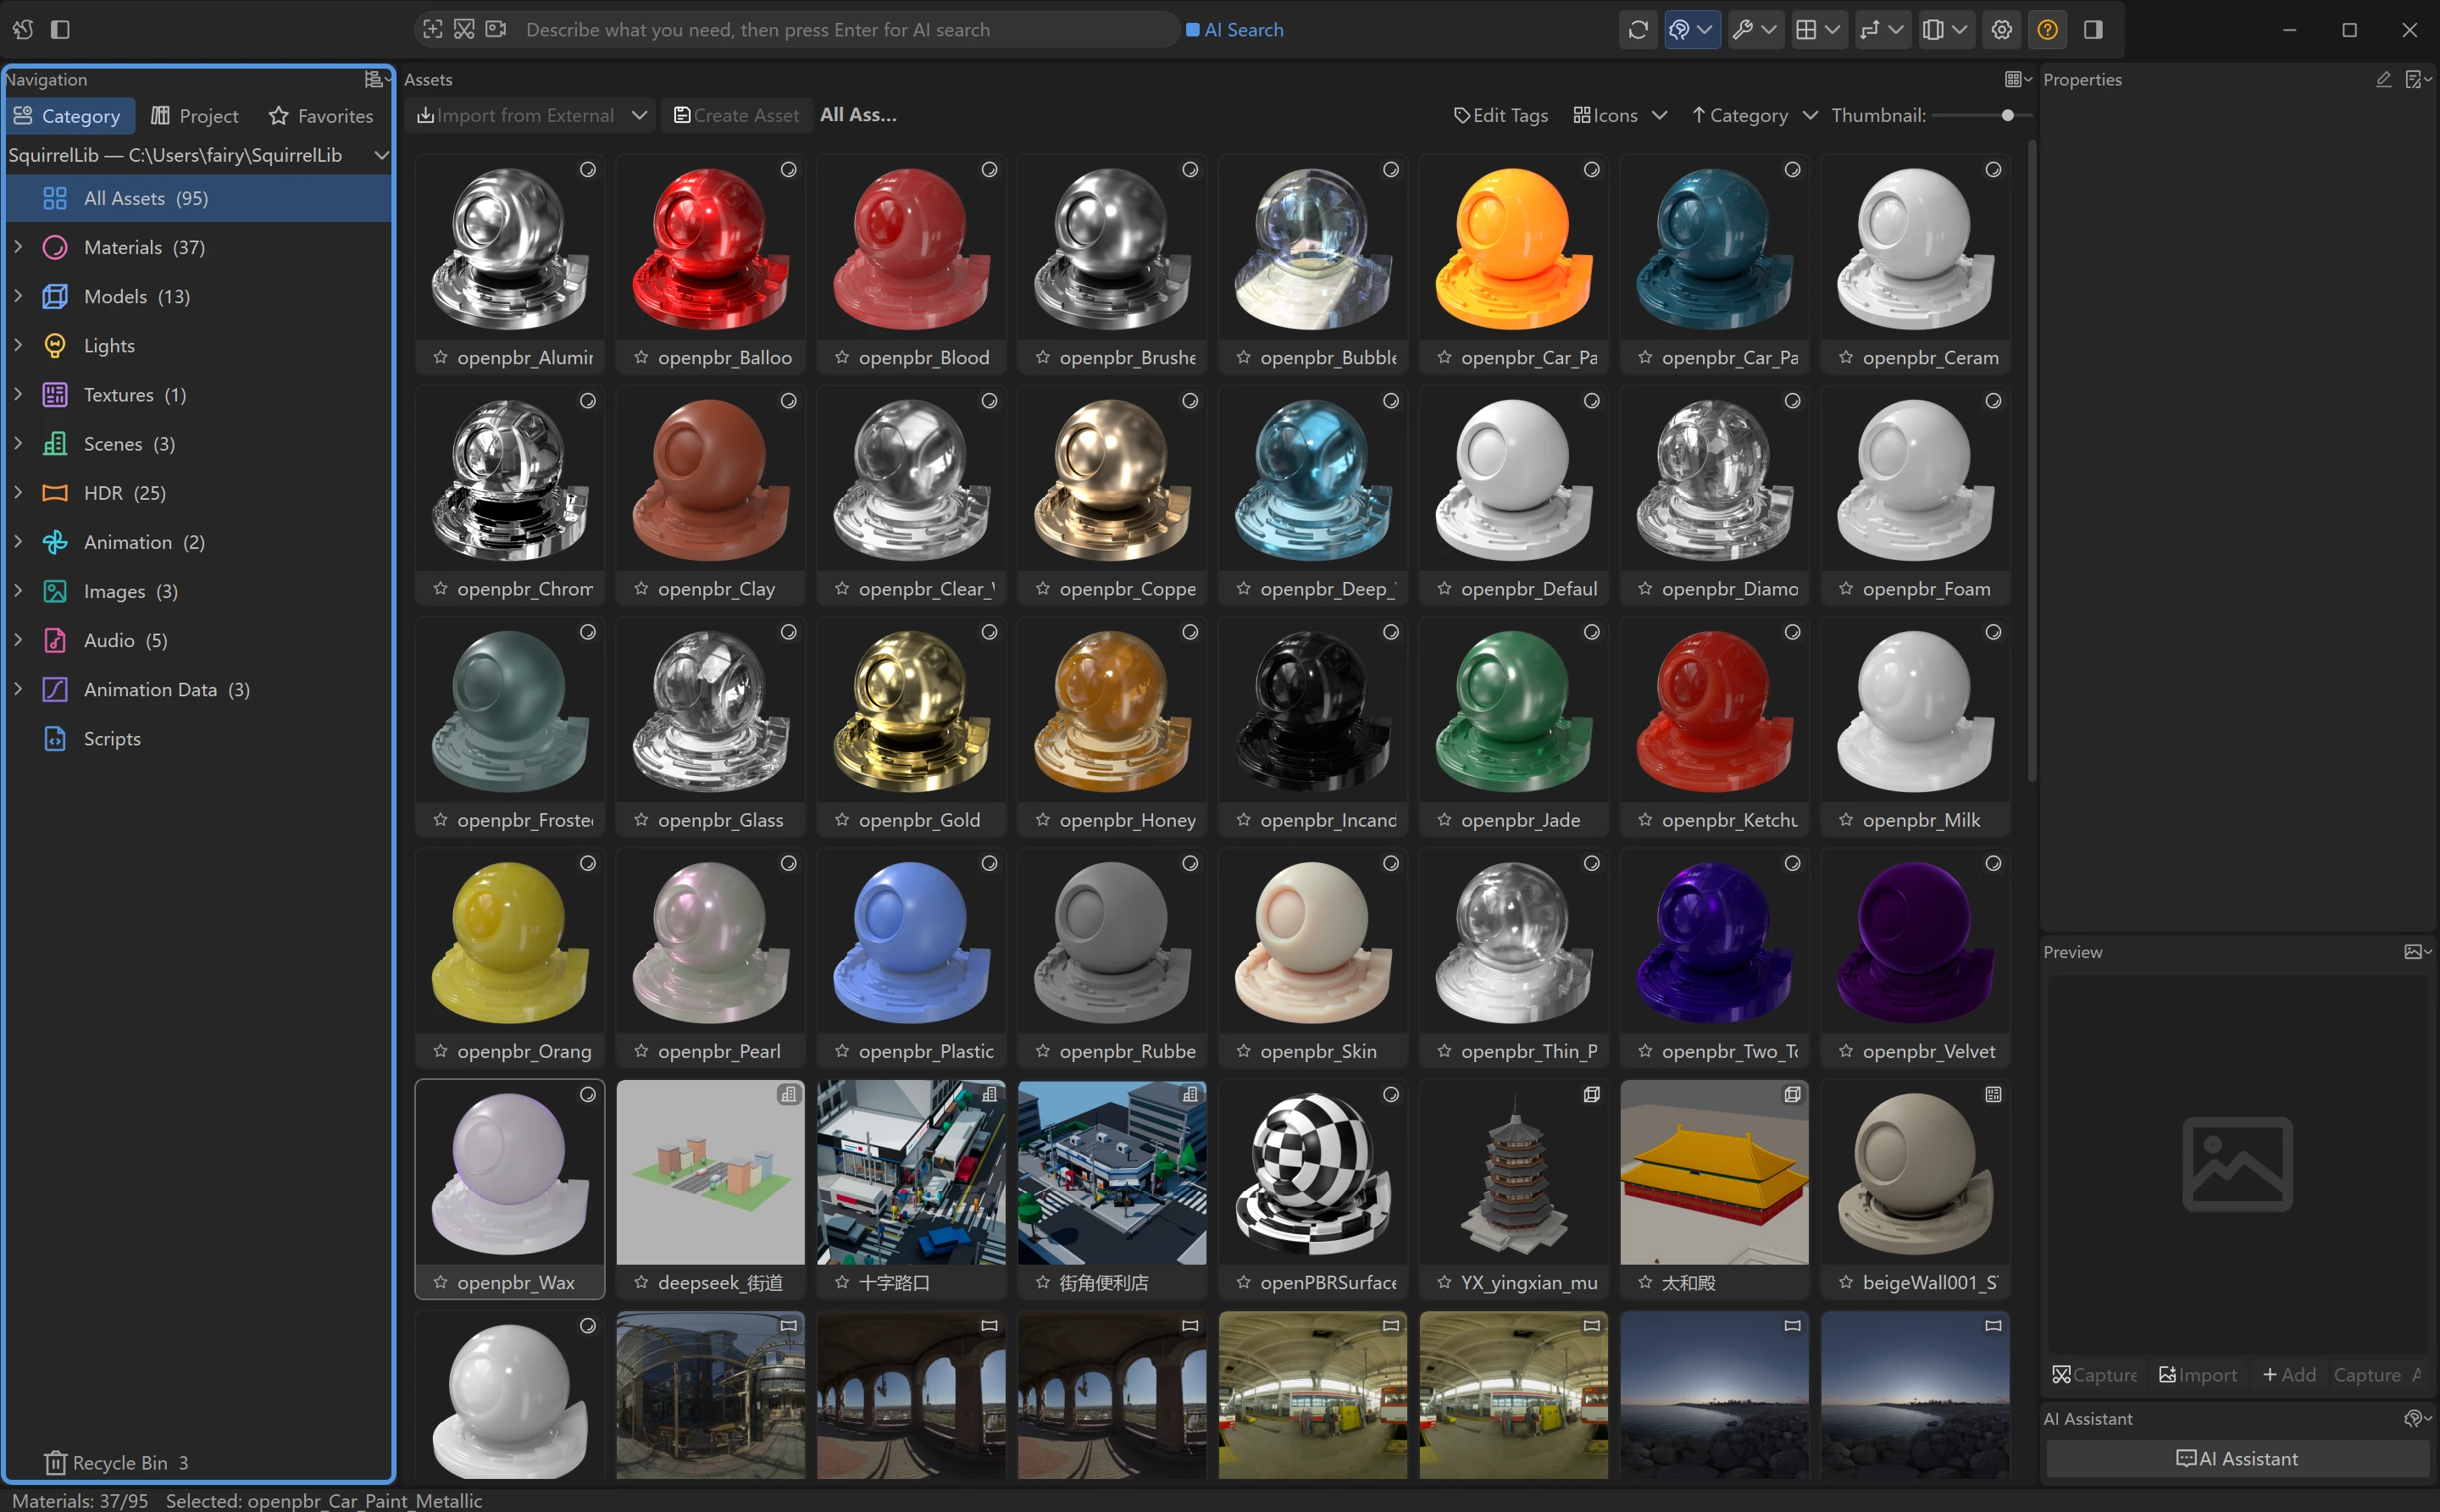 Describe what you need, then press Enter for AI search
AI Search
Navigation
Category
Project
Favorites
SquirrelLib — C:\Users\fairy\SquirrelLib
All Assets (95)
Materials (37)
Models (13)
Lights
Textures (1)
Scenes (3)
HDR (25)
Animation (2)
Images (3)
Audio (5)
Animation Data (3)
Scripts
Recycle Bin 3
Assets
Import from External
Create Asset
All Ass...
Edit Tags
Icons
Category
Thumbnail:
openpbr_Alumir
openpbr_Balloo
openpbr_Blood
openpbr_Brushe
openpbr_Bubble
openpbr_Car_Pa
openpbr_Car_Pa
openpbr_Ceram
openpbr_Chrom
openpbr_Clay
openpbr_Clear_
openpbr_Coppe
openpbr_Deep_
openpbr_Defaul
openpbr_Diamo
openpbr_Foam
openpbr_Froste
openpbr_Glass
openpbr_Gold
openpbr_Honey
openpbr_Incand
openpbr_Jade
openpbr_Ketchu
openpbr_Milk
openpbr_Orang
openpbr_Pearl
openpbr_Plastic
openpbr_Rubbe
openpbr_Skin
openpbr_Thin_P
openpbr_Two_To
openpbr_Velvet
openpbr_Wax
deepseek_街道
十字路口
街角便利店
openPBRSurface
YX_yingxian_mu
太和殿
beigeWall001_S
Properties
Preview
Capture
Import
Add
Capture A
AI Assistant
AI Assistant
Materials: 37/95 Selected: openpbr_Car_Paint_Metallic